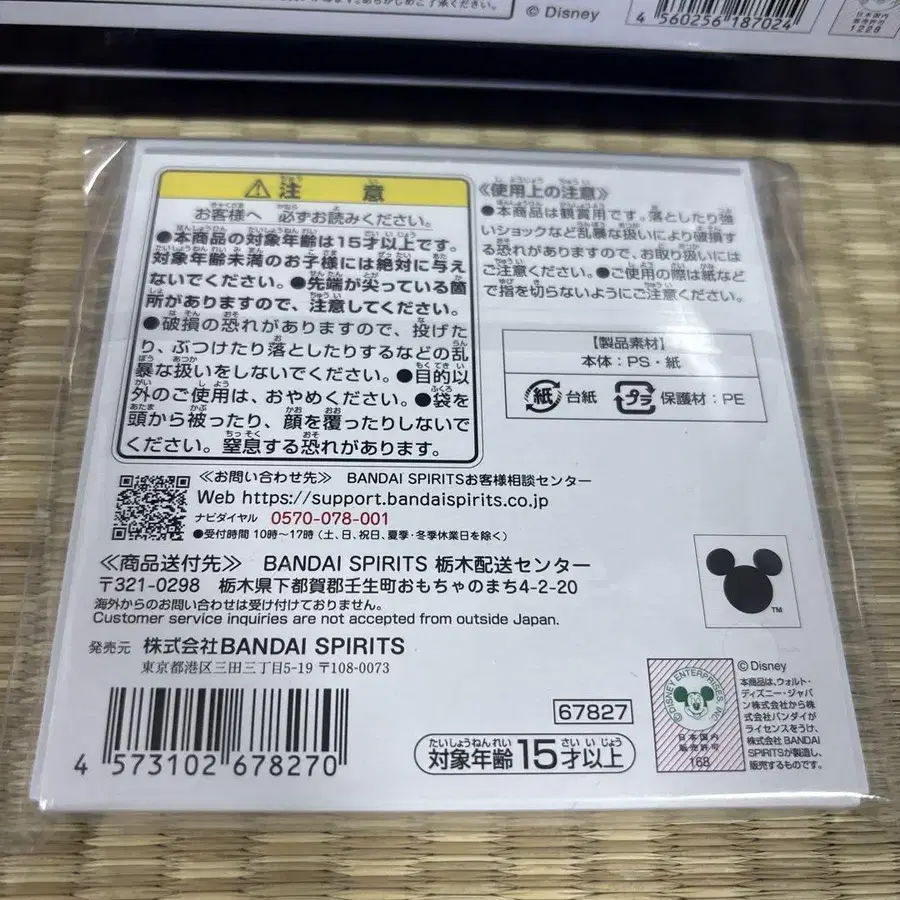 ます。あらかじめご了承ください。
© Disney
4 560256 187024
日本国内
販売許可
1228
⚠注 意
お客様へ 必ずお読みください。
●本商品の対象年齢は15才以上です。
対象年齢未満のお子様には絶対に与え
ないでください。●先端が尖っている箇
所がありますので、注意してください。
●破損の恐れがありますので、投げた
り、ぶつけたり落としたりするなどの乱
暴な扱いをしないでください。●目的以
外のご使用は、おやめください。●袋を
頭から被ったり、顔を覆ったりしないで
ください。窒息する恐れがあります。
《使用上の注意》
●本商品は観賞用です。落としたり強
いショックなど乱暴な扱いにより破損す
る恐れがありますので、お取り扱いには
ご注意ください。●ご使用の際は紙など
で指を切らないようにご注意ください。
【製品素材】
本体：PS・紙
紙 台紙 プラ 保護材：PE
≪お問い合わせ先≫ BANDAI SPIRITSお客様相談センター
Web https://support.bandaispirits.co.jp
ナビダイヤル 0570-078-001
●受付時間 10時～17時（土、日、祝日、夏季・冬季休業日を除く）
≪商品送付先≫ BANDAI SPIRITS 栃木配送センター
〒321-0298 栃木県下都賀郡壬生町おもちゃのまち4-2-20
海外からのお問い合わせは受け付けておりません。
Customer service inquiries are not accepted from outside Japan.
TM
発売元 株式会社BANDAI SPIRITS
東京都港区三田三丁目5-19 〒108-0073
4 573102 678270
67827
対象年齢15才以上
©DISNEY ENTERPRISES, INC.
日本国内
販売許可
168
© Disney
本商品は、ウォルト・
ディズニー・ジャパ
ン株式会社から株
式会社バンダイが
ライセンスをうけ、
株式会社 BANDAI
SPIRITSが製造し、
販売するものです。